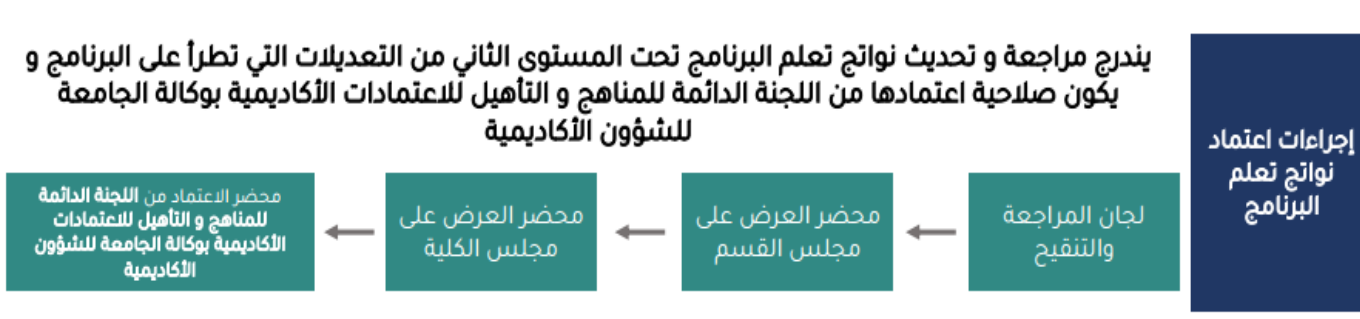 إجراءات اعتماد
نواتج تعلم
البرنامج
يندرج مراجعة و تحديث نواتج تعلم البرنامج تحت المستوى الثاني من التعديلات التي تطرأ على البرنامج و
يكون صلاحية اعتمادها من اللجنة الدائمة للمناهج و التأهيل للاعتمادات الأكاديمية بوكالة الجامعة
للشؤون الأكاديمية
لجان المراجعة
والتنقيح
محضر العرض على
مجلس القسم
محضر العرض على
مجلس الكلية
محضر الاعتماد من اللجنة الدائمة
للمناهج و التأهيل للاعتمادات
الأكاديمية بوكالة الجامعة للشؤون
الأكاديمية